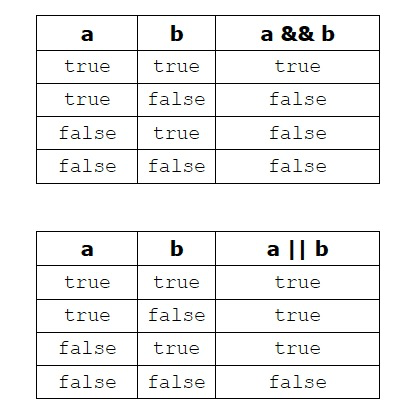 a b a && b
true true true
true false false
false true false
false false false
a b a || b
true true true
true false true
false true true
false false false